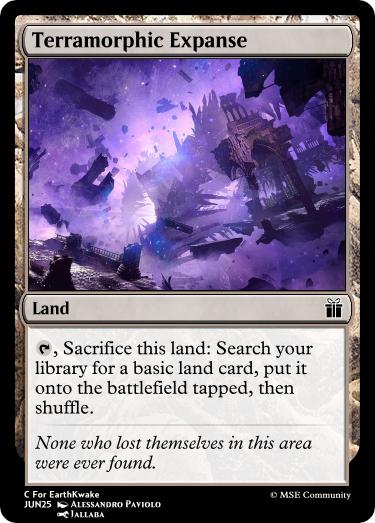 Terramorphic Expanse
Land
, Sacrifice this land: Search your
library for a basic land card, put it
onto the battlefield tapped, then
shuffle.
None who lost themselves in this area
were ever found.
C For EarthKwake
JUN25 Alessandro Paviolo
© MSE Community
Jallaba